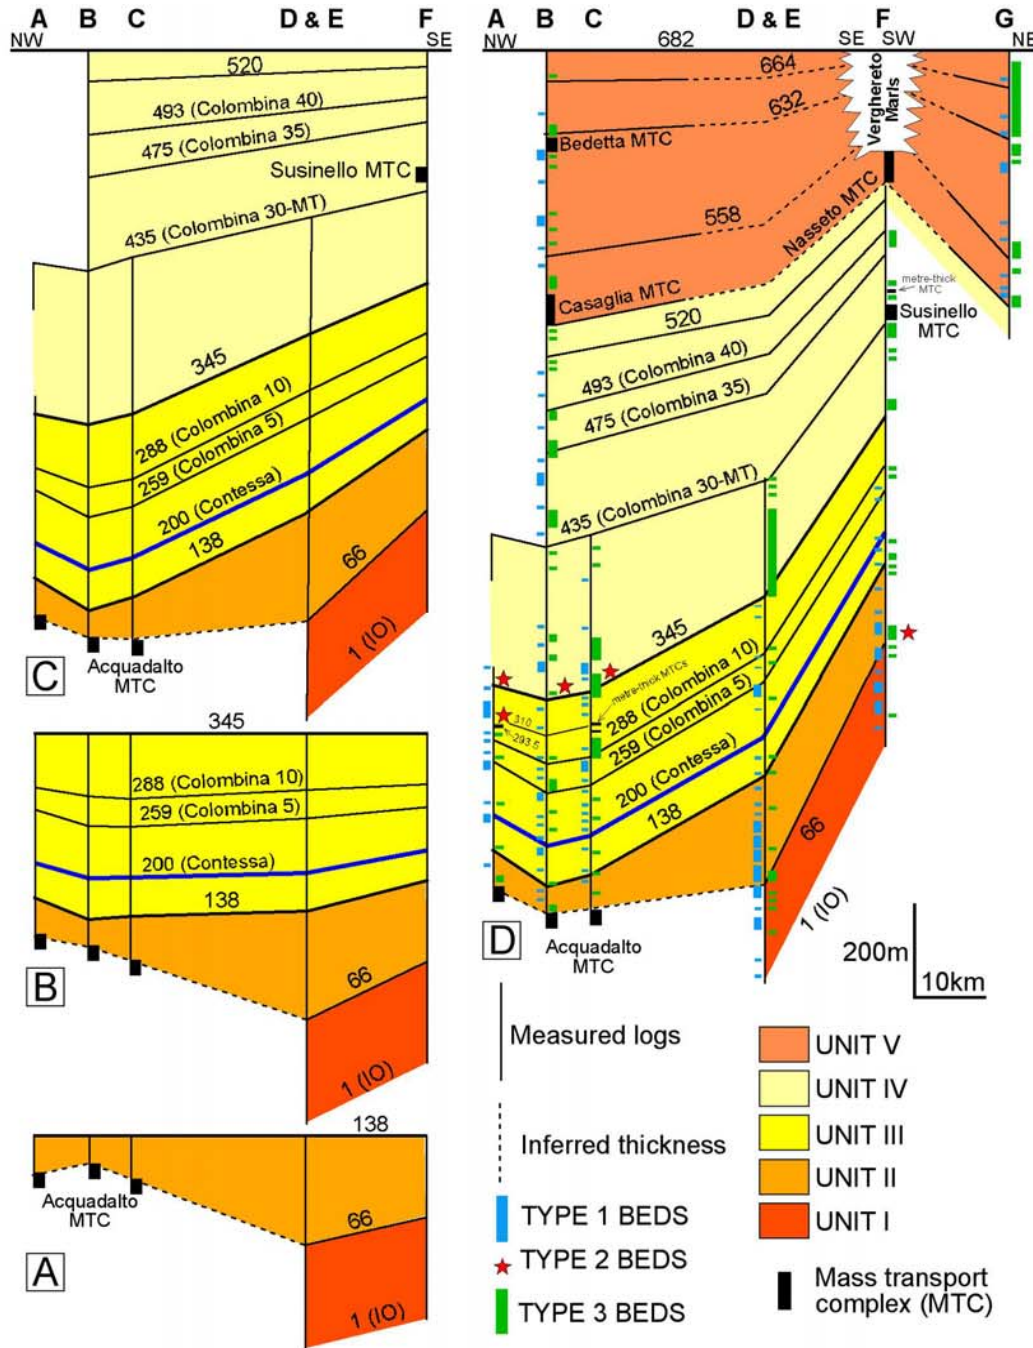 A B C D & E F
NW SE
520
493 (Colombina 40)
475 (Colombina 35)
Susinello MTC
435 (Colombina 30-MT)
345
288 (Colombina 10)
259 (Colombina 5)
200 (Contessa)
138
66
1 (IO)
Acquadalto
MTC
C
345
288 (Colombina 10)
259 (Colombina 5)
200 (Contessa)
138
66
1 (IO)
B
138
Acquadalto
MTC
66
1 (IO)
A
A B C D & E F G
NW 682 SE SW NE
664
632
Verghereto
Marls
Bedetta MTC
558
Nasseto MTC
Casaglia MTC
metre-thick
MTC
Susinello
MTC
520
493 (Colombina 40)
475 (Colombina 35)
435 (Colombina 30-MT)
345
metre-thick MTCs
310
293.5
288 (Colombina 10)
259 (Colombina 5)
200 (Contessa)
138
66
1 (IO)
Acquadalto
MTC
D
200m
10km
Measured logs
Inferred thickness
TYPE 1 BEDS
TYPE 2 BEDS
TYPE 3 BEDS
UNIT V
UNIT IV
UNIT III
UNIT II
UNIT I
Mass transport
complex (MTC)